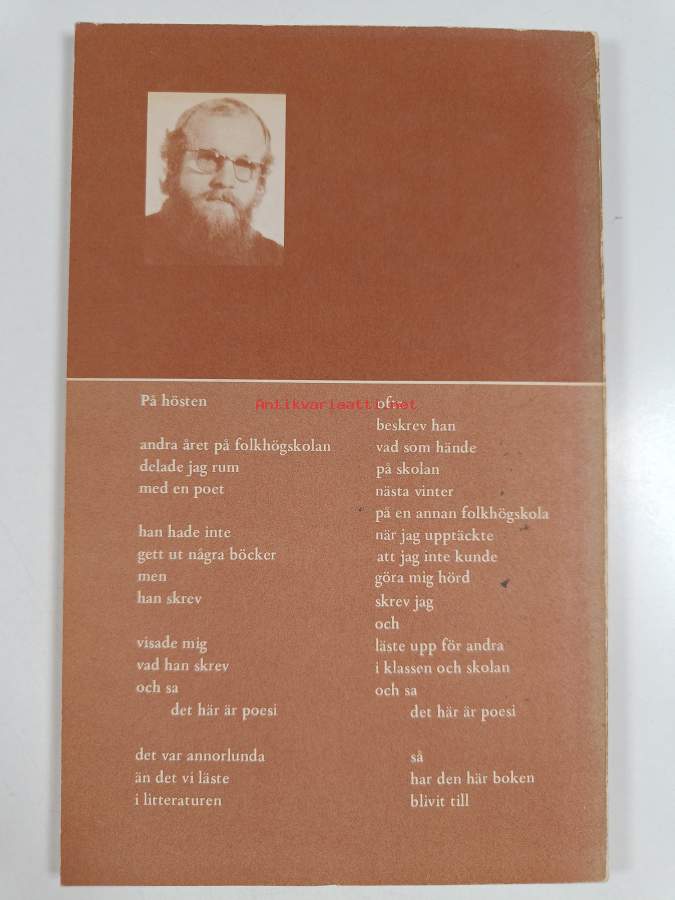 På hösten
andra året på folkhögskolan
delade jag rum
med en poet
han hade inte
gett ut några böcker
men
han skrev
visade mig
vad han skrev
och sa
det här är poesi
det var annorlunda
än det vi läste
i litteraturen
Antikvariaatti.net
ofta
beskrev han
vad som hände
på skolan
nästa vinter
på en annan folkhögskola
när jag upptäckte
att jag inte kunde
göra mig hörd
skrev jag
och
läste upp för andra
i klassen och skolan
och sa
det här är poesi
så
har den här boken
blivit till